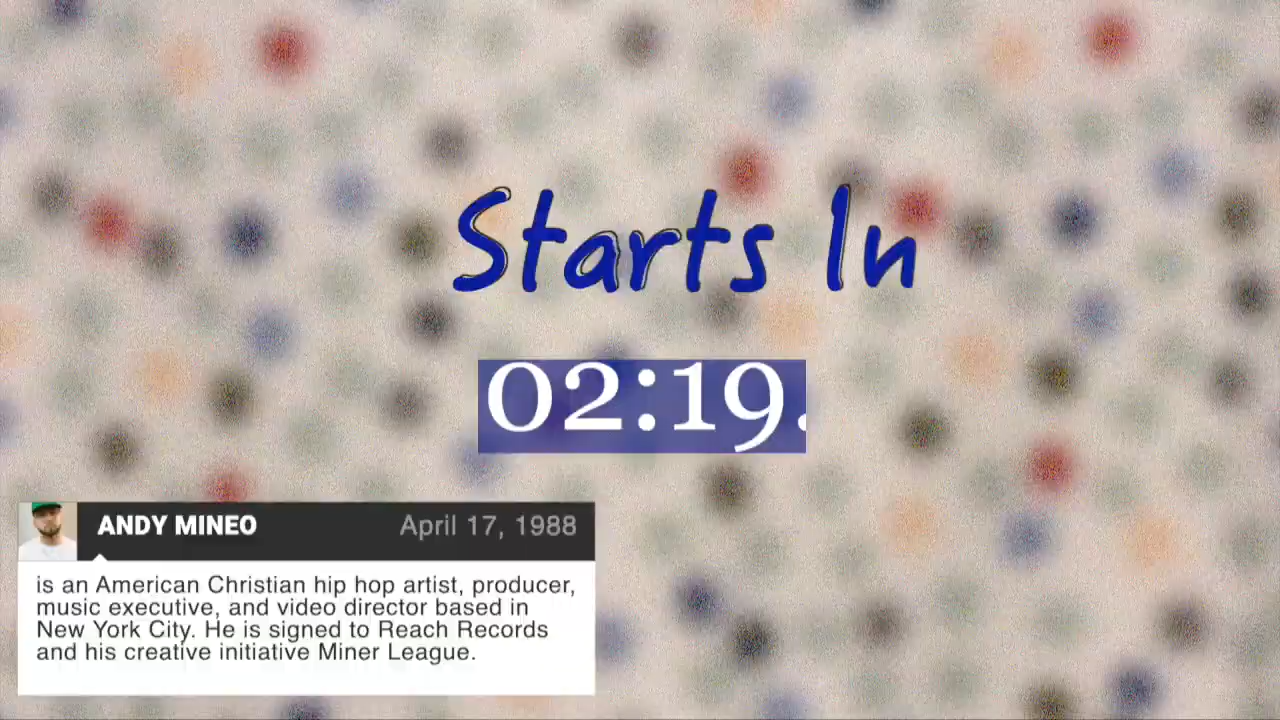 Starts In
02:19.
ANDY MINEO
April 17, 1988
is an American Christian hip hop artist, producer,
music executive, and video director based in
New York City. He is signed to Reach Records
and his creative initiative Miner League.